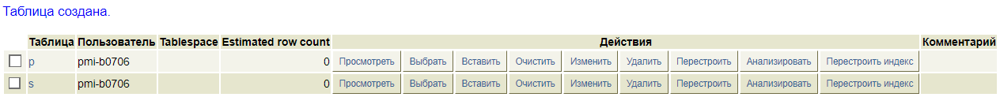 Таблица создана.
Таблица Пользователь Tablespace Estimated row count Действия Комментарий
p pmi-b0706 0 Просмотреть Выбрать Вставить Очистить Изменить Удалить Перестроить Анализировать Перестроить индекс
s pmi-b0706 0 Просмотреть Выбрать Вставить Очистить Изменить Удалить Перестроить Анализировать Перестроить индекс